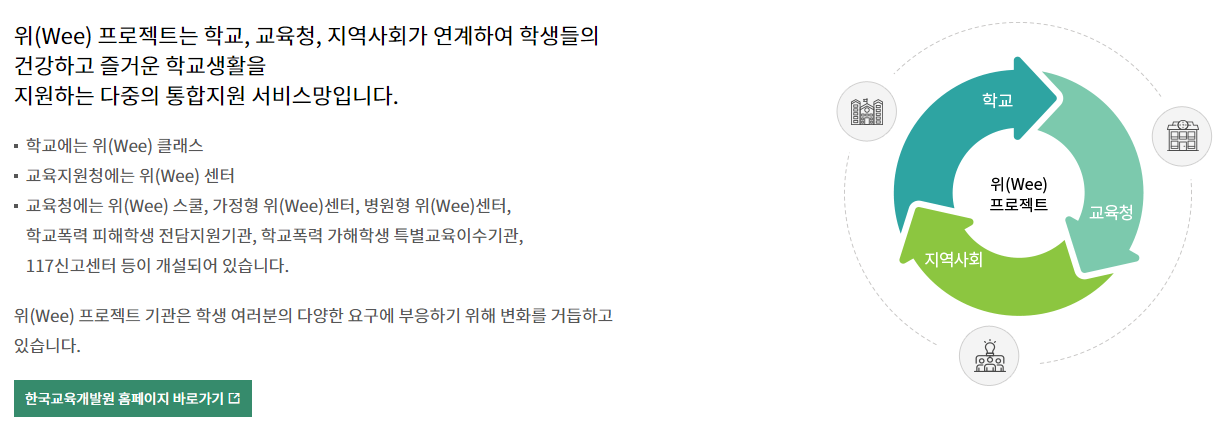 위(Wee) 프로젝트는 학교, 교육청, 지역사회가 연계하여 학생들의
건강하고 즐거운 학교생활을
지원하는 다중의 통합지원 서비스망입니다.
▪ 학교에는 위(Wee) 클래스
▪ 교육지원청에는 위(Wee) 센터
▪ 교육청에는 위(Wee) 스쿨, 가정형 위(Wee)센터, 병원형 위(Wee)센터,
학교폭력 피해학생 전담지원기관, 학교폭력 가해학생 특별교육이수기관,
117신고센터 등이 개설되어 있습니다.
위(Wee) 프로젝트 기관은 학생 여러분의 다양한 요구에 부응하기 위해 변화를 거듭하고
있습니다.
한국교육개발원 홈페이지 바로가기
학교
위(Wee)
프로젝트
교육청
지역사회